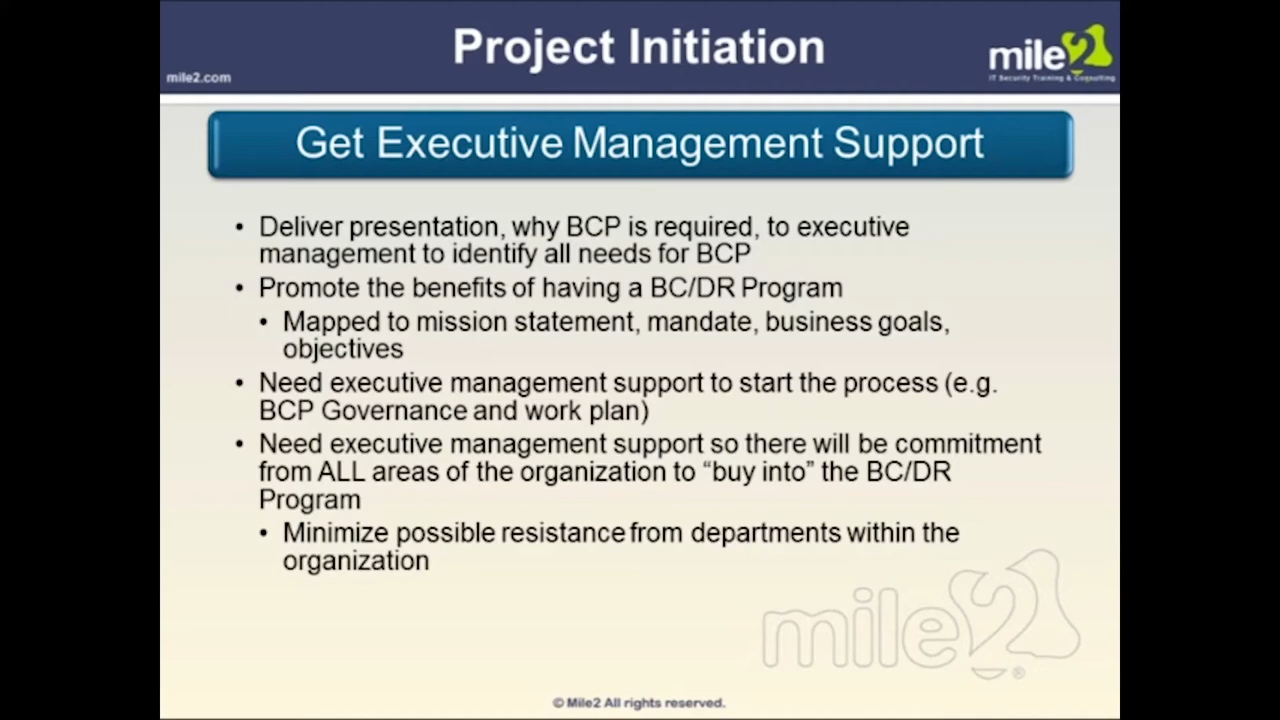 Project Initiation
mile2
IT Security Training & Consulting
mile2.com
Get Executive Management Support
• Deliver presentation, why BCP is required, to executive
management to identify all needs for BCP
• Promote the benefits of having a BC/DR Program
• Mapped to mission statement, mandate, business goals,
objectives
• Need executive management support to start the process (e.g.
BCP Governance and work plan)
• Need executive management support so there will be commitment
from ALL areas of the organization to “buy into” the BC/DR
Program
• Minimize possible resistance from departments within the
organization
mile2®
© Mile2 All rights reserved.